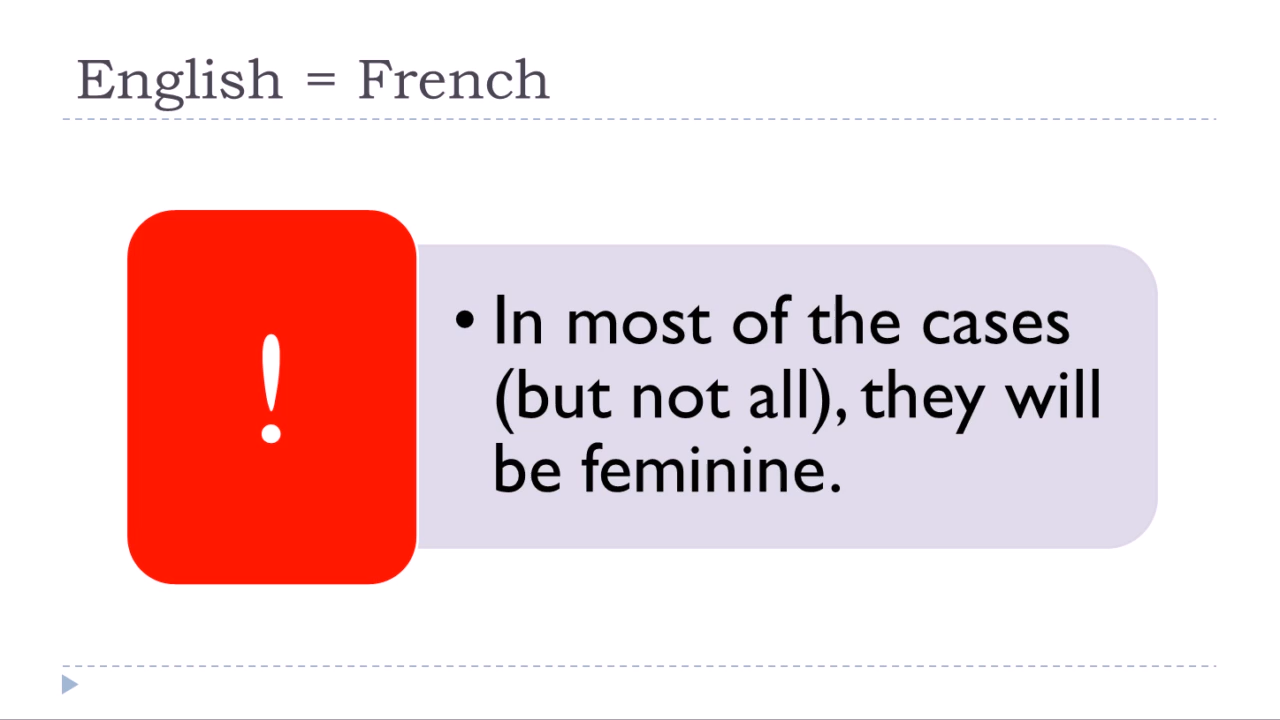 English = French
!
• In most of the cases
(but not all), they will
be feminine.